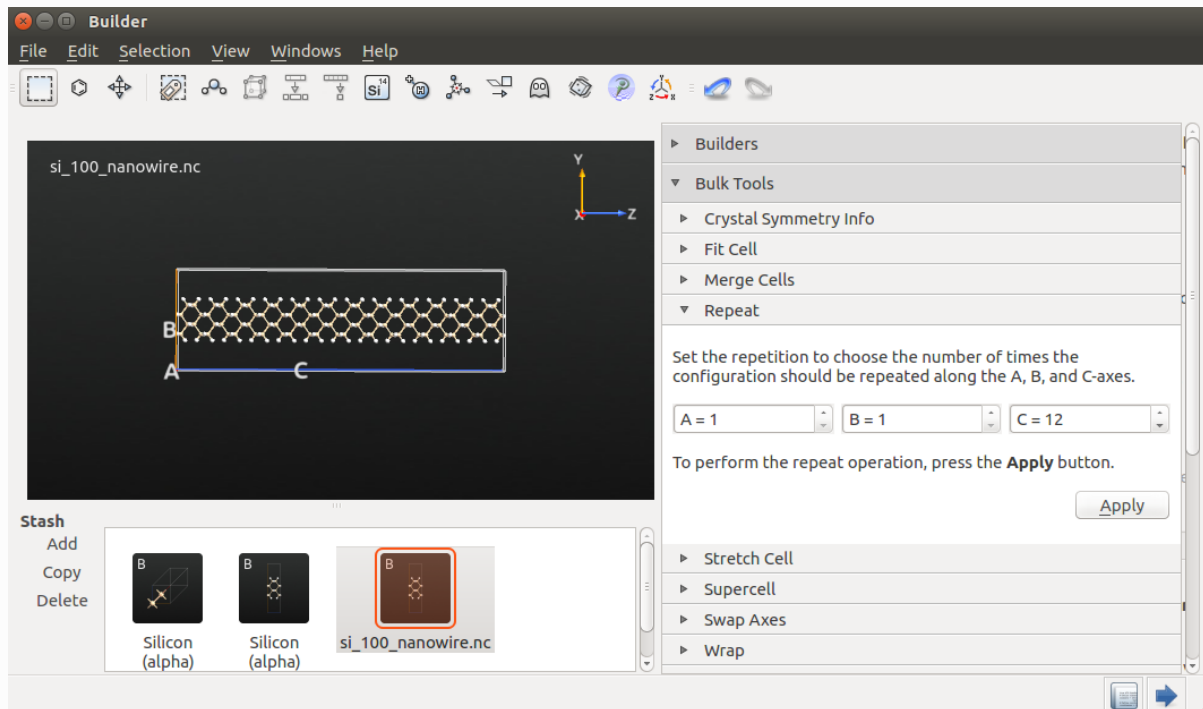 Builder
File Edit Selection View Windows Help
Si 14
H
si_100_nanowire.nc
Y
X Z
B
A C
Builders
Bulk Tools
Crystal Symmetry Info
Fit Cell
Merge Cells
Repeat
Set the repetition to choose the number of times the
configuration should be repeated along the A, B, and C-axes.
A = 1 B = 1 C = 12
To perform the repeat operation, press the Apply button.
Apply
Stretch Cell
Supercell
Swap Axes
Wrap
Stash
Add
Copy
Delete
B B B
Silicon Silicon si_100_nanowire.nc
(alpha) (alpha)